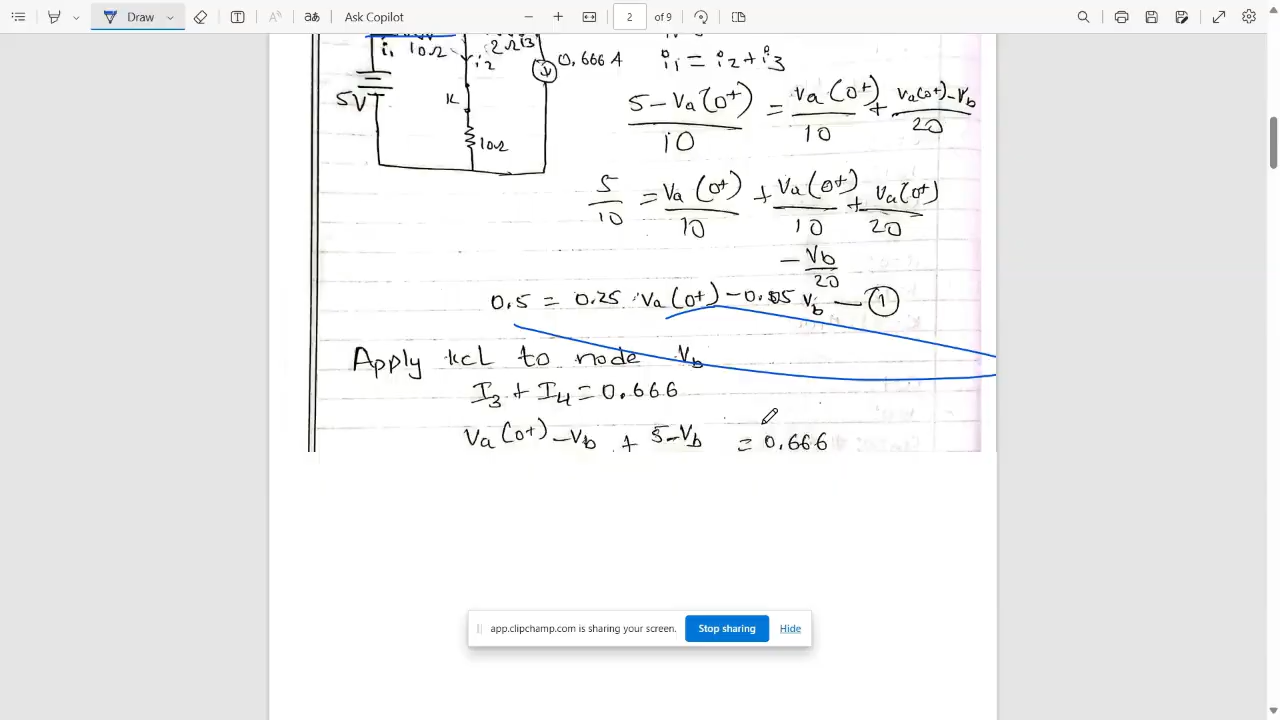 Draw
Ask Copilot
2 of 9
i1 10Ω i2 2Ω i3 0.666 A
i1 = i2 + i3
5V
K
10Ω
5 - Va(0+) / 10 = Va(0+) / 10 + Va(0+) - Vb / 20
5 / 10 = Va(0+) / 10 + Va(0+) / 10 + Va(0+) / 20
- Vb / 20
0.5 = 0.25 Va(0+) - 0.05 Vb — ①
Apply KCL to node Vb
I3 + I4 = 0.666
Va(0+) - Vb + 5 - Vb = 0.666
app.clipchamp.com is sharing your screen.
Stop sharing
Hide